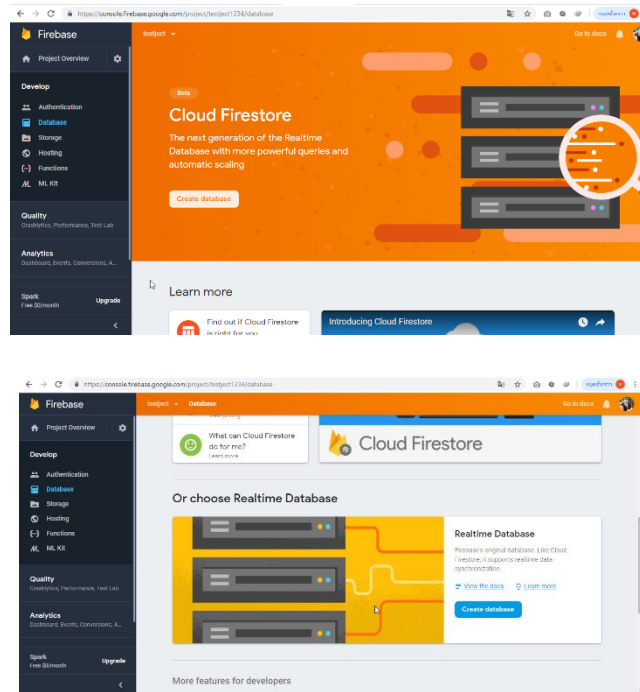 https://console.firebase.google.com/project/testject1234/database
Firebase
testject
Go to docs
Project Overview
Develop
Authentication
Database
Storage
Hosting
Functions
ML Kit
Quality
Crashlytics, Performance, Test Lab
Analytics
Dashboard, Events, Conversions, A...
Spark
Free $0/month
Upgrade
Beta
Cloud Firestore
The next generation of the Realtime
Database with more powerful queries and
automatic scaling
Create database
Learn more
Find out if Cloud Firestore
is right for you
Introducing Cloud Firestore
https://console.firebase.google.com/project/testject1234/database
Firebase
testject
Database
Go to docs
Project Overview
Develop
Authentication
Database
Storage
Hosting
Functions
ML Kit
Quality
Crashlytics, Performance, Test Lab
Analytics
Dashboard, Events, Conversions, A...
Spark
Free $0/month
Upgrade
What can Cloud Firestore
do for me?
Learn more
Cloud Firestore
Or choose Realtime Database
Realtime Database
Firebase's original database. Like Cloud
Firestore, it supports realtime data
synchronization.
View the docs
Learn more
Create database
More features for developers